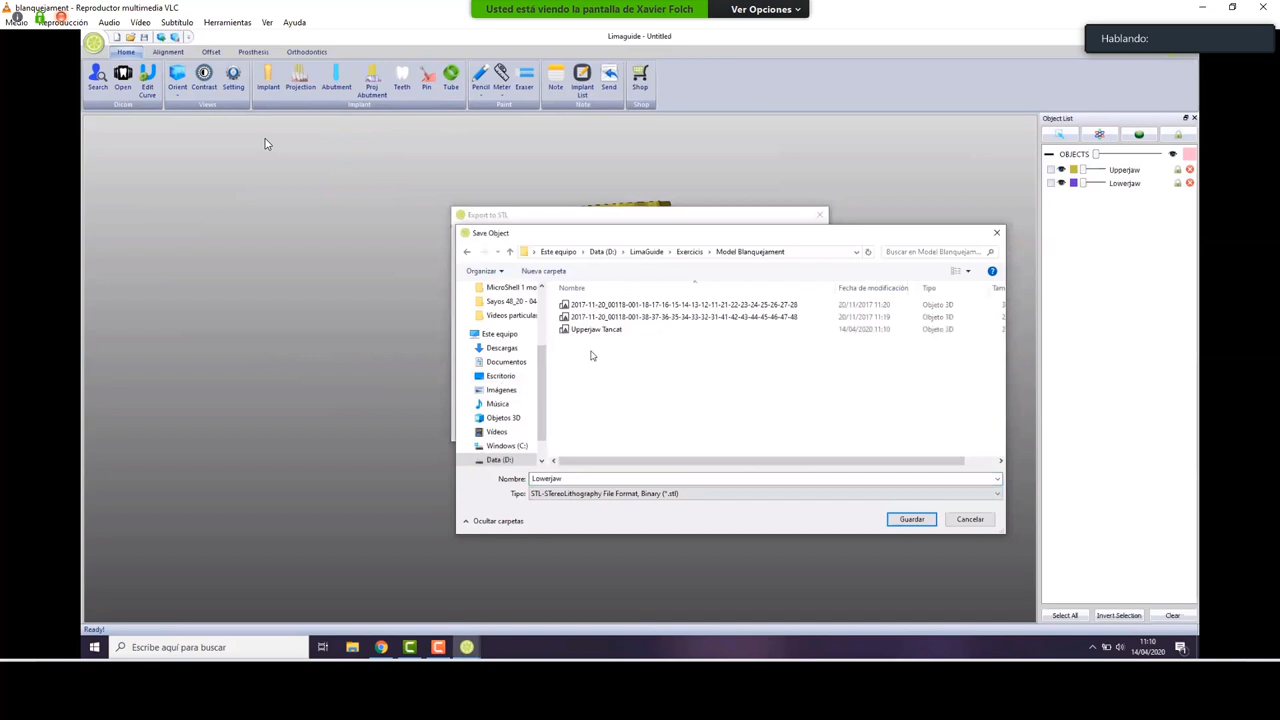 blanquejament - Reproductor multimedia VLC
Usted está viendo la pantalla de Xavier Folch
Ver Opciones
Medio Reproducción Audio Vídeo Subtítulo Herramientas Ver Ayuda
Hablando:
Limaguide - Untitled
Home Alignment Offset Prosthesis Orthodontics
Search Open Edit Curve Orient Contrast Setting Implant Projection Abutment Proj Abutment Teeth Pin Tube Pencil Meter Eraser Note Implant List Send Shop
Dicom Views Implant Paint Note Shop
Object List
OBJECTS
Upperjaw
Lowerjaw
Export to STL
Save Object
Este equipo Data (D:) LimaGuide Exercicis Model Blanquejament
Buscar en Model Blanquejam...
Organizar Nueva carpeta
Nombre Fecha de modificación Tipo Tam
MicroShell 1 mo
Sayos 48_20 - 04
Vídeos particular
Este equipo
Descargas
Documentos
Escritorio
Imágenes
Música
Objetos 3D
Vídeos
Windows (C:)
Data (D:)
2017-11-20_00118-001-18-17-16-15-14-13-12-11-21-22-23-24-25-26-27-28 20/11/2017 11:20 Objeto 3D
2017-11-20_00118-001-38-37-36-35-34-33-32-31-41-42-43-44-45-46-47-48 20/11/2017 11:19 Objeto 3D
Upperjaw Tancat 14/04/2020 11:10 Objeto 3D
Nombre: Lowerjaw
Tipo: STL-STereoLithography File Format, Binary (*.stl)
Ocultar carpetas
Guardar Cancelar
Select All Invert Selection Clear
Ready!
Escribe aquí para buscar
11:10
14/04/2020